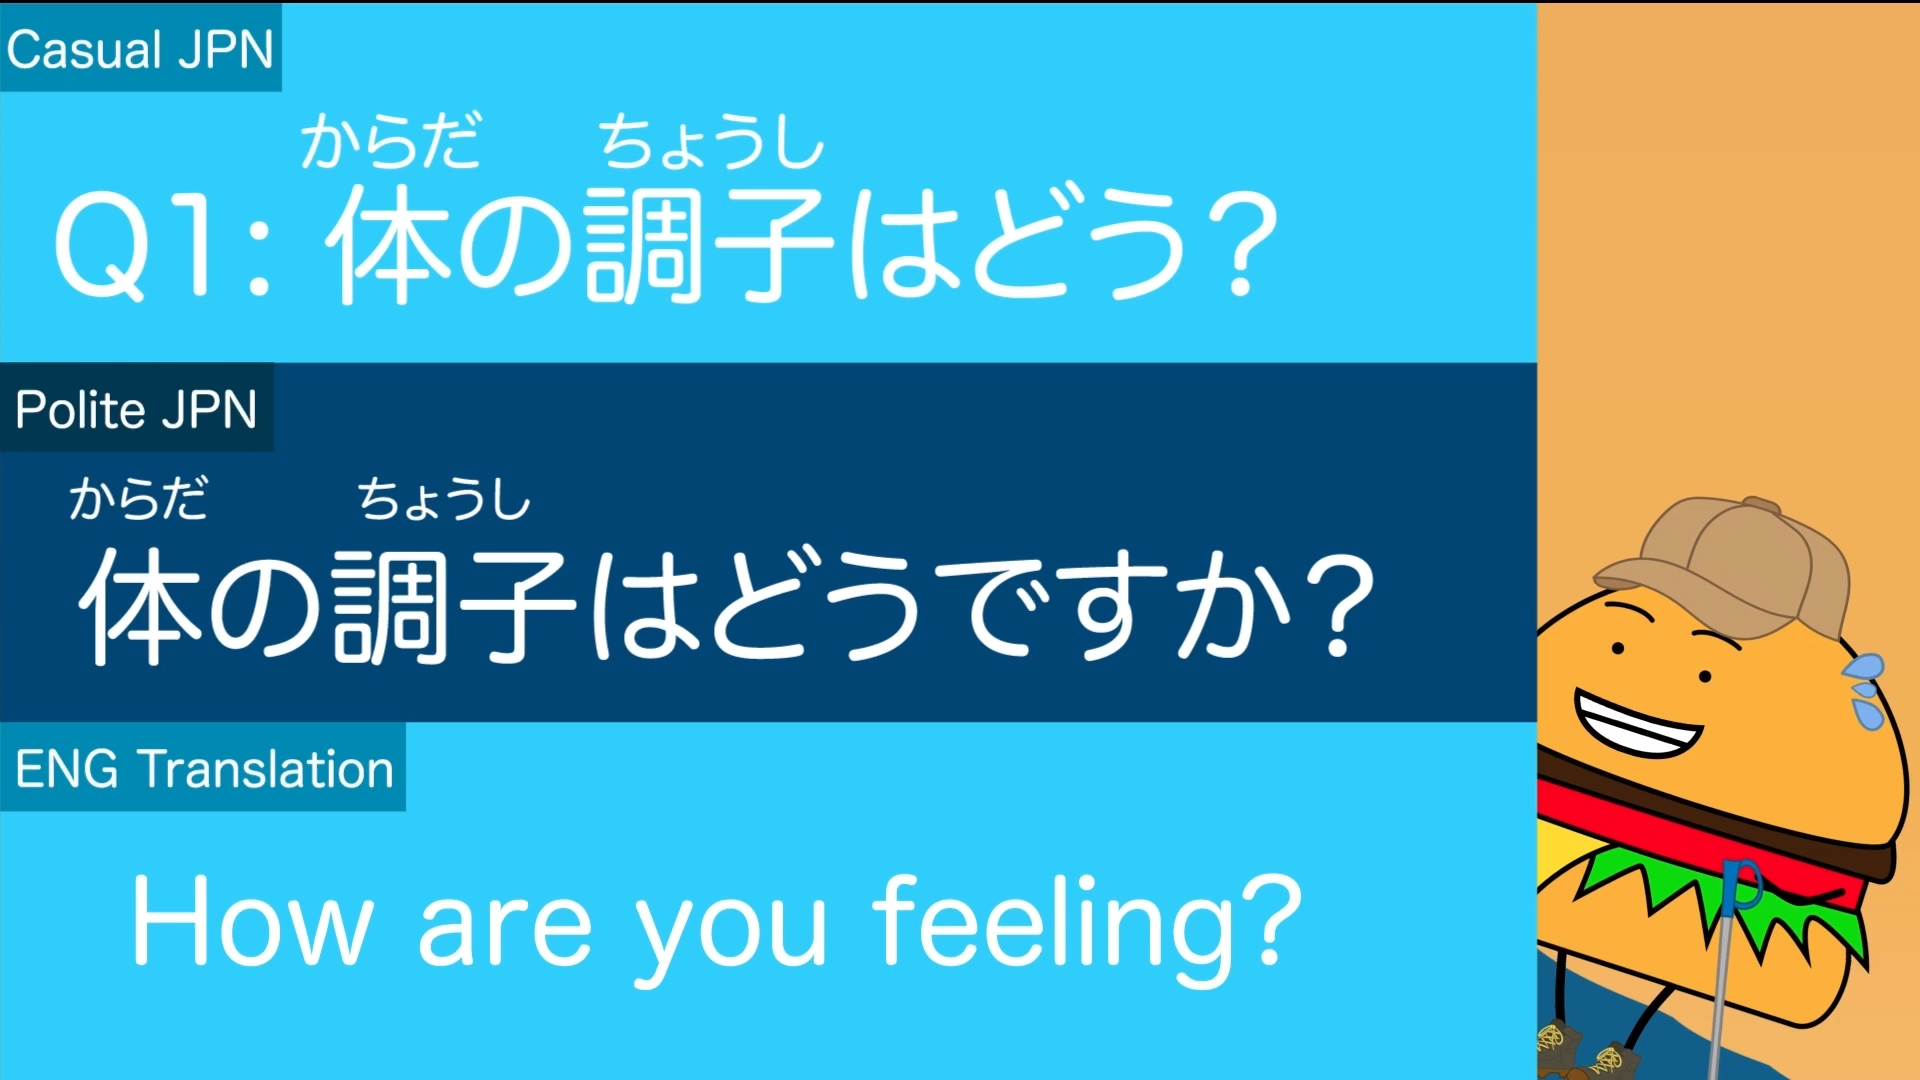 Casual JPN
からだ ちょうし
Q1: 体の調子はどう？
Polite JPN
からだ ちょうし
体の調子はどうですか？
ENG Translation
How are you feeling?